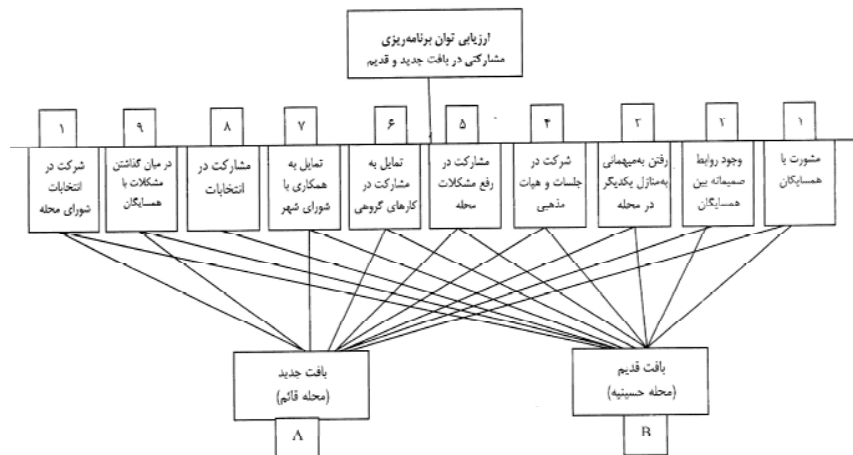 ارزیابی توان برنامه‌ریزی
مشارکتی در بافت جدید و قدیم
۱
۲
۳
۴
۵
۶
۷
۸
۹
۱
مشورت با
همسایگان
وجود روابط
صمیمانه بین
همسایگان
رفتن به‌میهمانی
به‌منازل یکدیگر
در محله
شرکت در
جلسات و هیات
مذهبی
مشارکت در
رفع مشکلات
محله
تمایل به
مشارکت در
کارهای گروهی
تمایل به
همکاری با
شورای شهر
مشارکت در
انتخابات
در میان گذاشتن
مشکلات با
همسایگان
شرکت در
انتخابات
شورای محله
بافت قدیم
(محله حسینیه)
B
بافت جدید
(محله قائم)
A